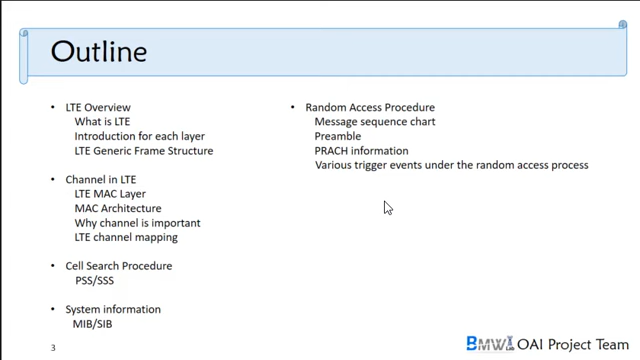 Outline
LTE Overview
What is LTE
Introduction for each layer
LTE Generic Frame Structure
Channel in LTE
LTE MAC Layer
MAC Architecture
Why channel is important
LTE channel mapping
Cell Search Procedure
PSS/SSS
System information
MIB/SIB
Random Access Procedure
Message sequence chart
Preamble
PRACH information
Various trigger events under the random access process
3
BMW OAI Project Team